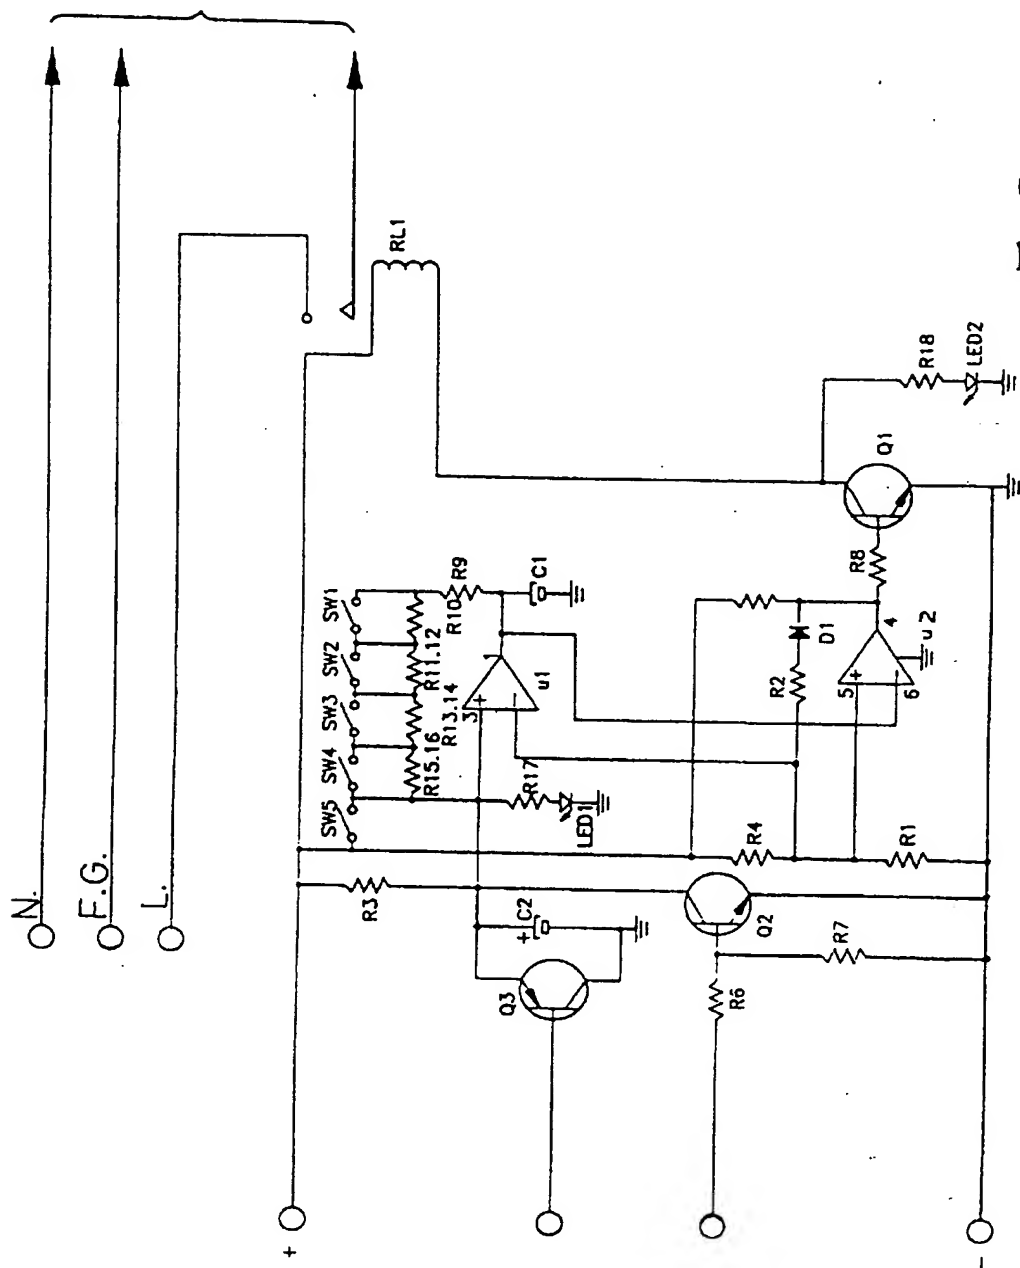 N.
F.G.
L.
RL1
SW1
SW2
SW3
SW4
SW5
R9
R10
R11.12
R13.14
R15.16
C1
u1
3
+
−
R17
LED1
R3
C2
+
Q3
Q2
R6
R7
R4
R1
R2
D1
5
+
6
−
4
u2
R8
Q1
R18
LED2
+
−